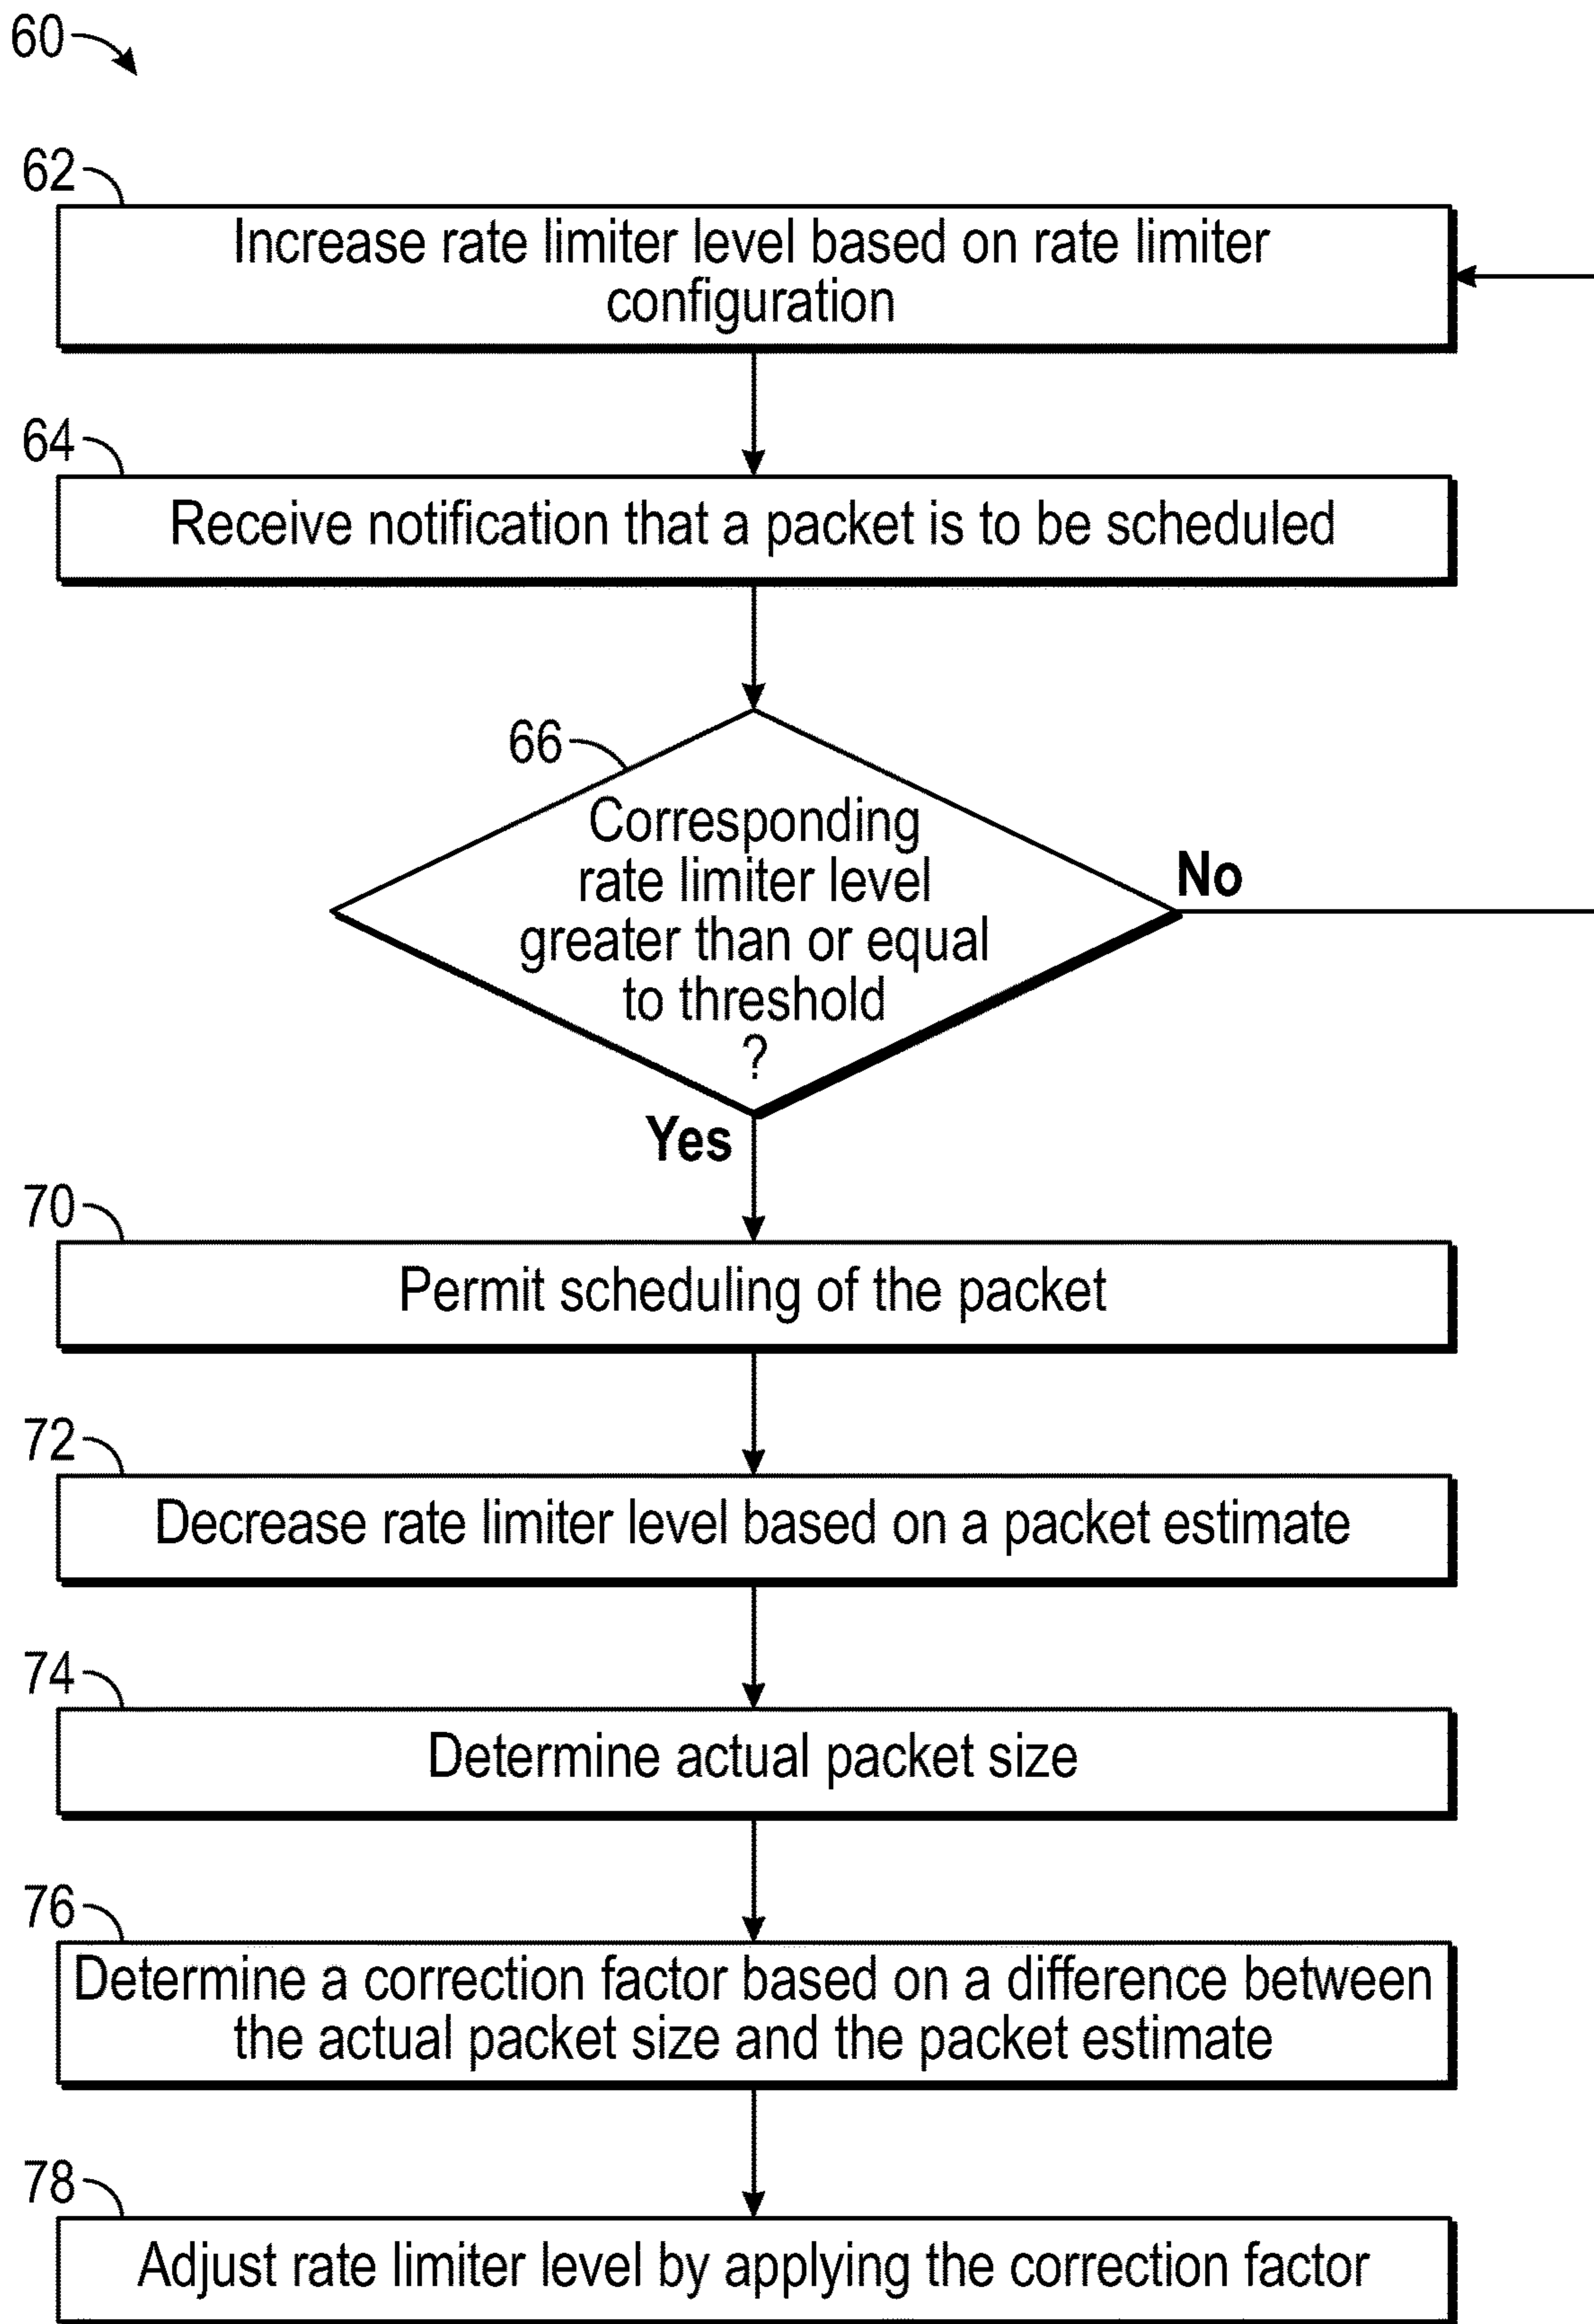 60
62
Increase rate limiter level based on rate limiter
configuration
64
Receive notification that a packet is to be scheduled
66
Corresponding
rate limiter level
greater than or equal
to threshold
?
No
Yes
70
Permit scheduling of the packet
72
Decrease rate limiter level based on a packet estimate
74
Determine actual packet size
76
Determine a correction factor based on a difference between
the actual packet size and the packet estimate
78
Adjust rate limiter level by applying the correction factor